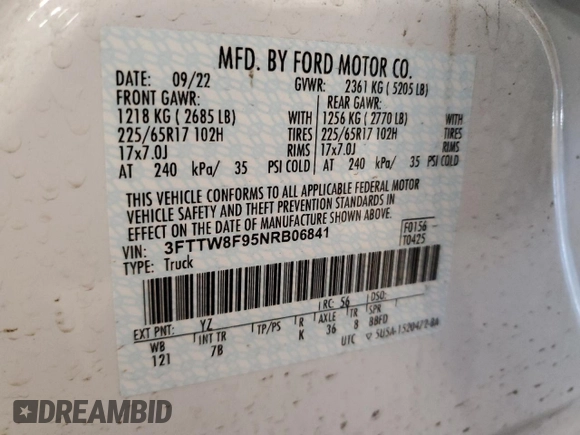 MFD. BY FORD MOTOR CO.
DATE: 09/22 GVWR: 2361 KG ( 5205 LB)
FRONT GAWR: REAR GAWR:
1218 KG ( 2685 LB) WITH 1256 KG ( 2770 LB) WITH
225/65R17 102H TIRES 225/65R17 102H TIRES
17x7.0J RIMS 17x7.0J RIMS
AT 240 kPa/ 35 PSI COLD AT 240 kPa/ 35 PSI COLD
THIS VEHICLE CONFORMS TO ALL APPLICABLE FEDERAL MOTOR
VEHICLE SAFETY AND THEFT PREVENTION STANDARDS IN
EFFECT ON THE DATE OF MANUFACTURE SHOWN ABOVE.
VIN: 3FTTW8F95NRB06841 F0156
TYPE: Truck T0425
RC: 56 DSO:
EXT PNT: YZ
WB INT TR TP/PS R AXLE TR SPR
121 7B K 36 8 BBFD
UTC
DREAMBID